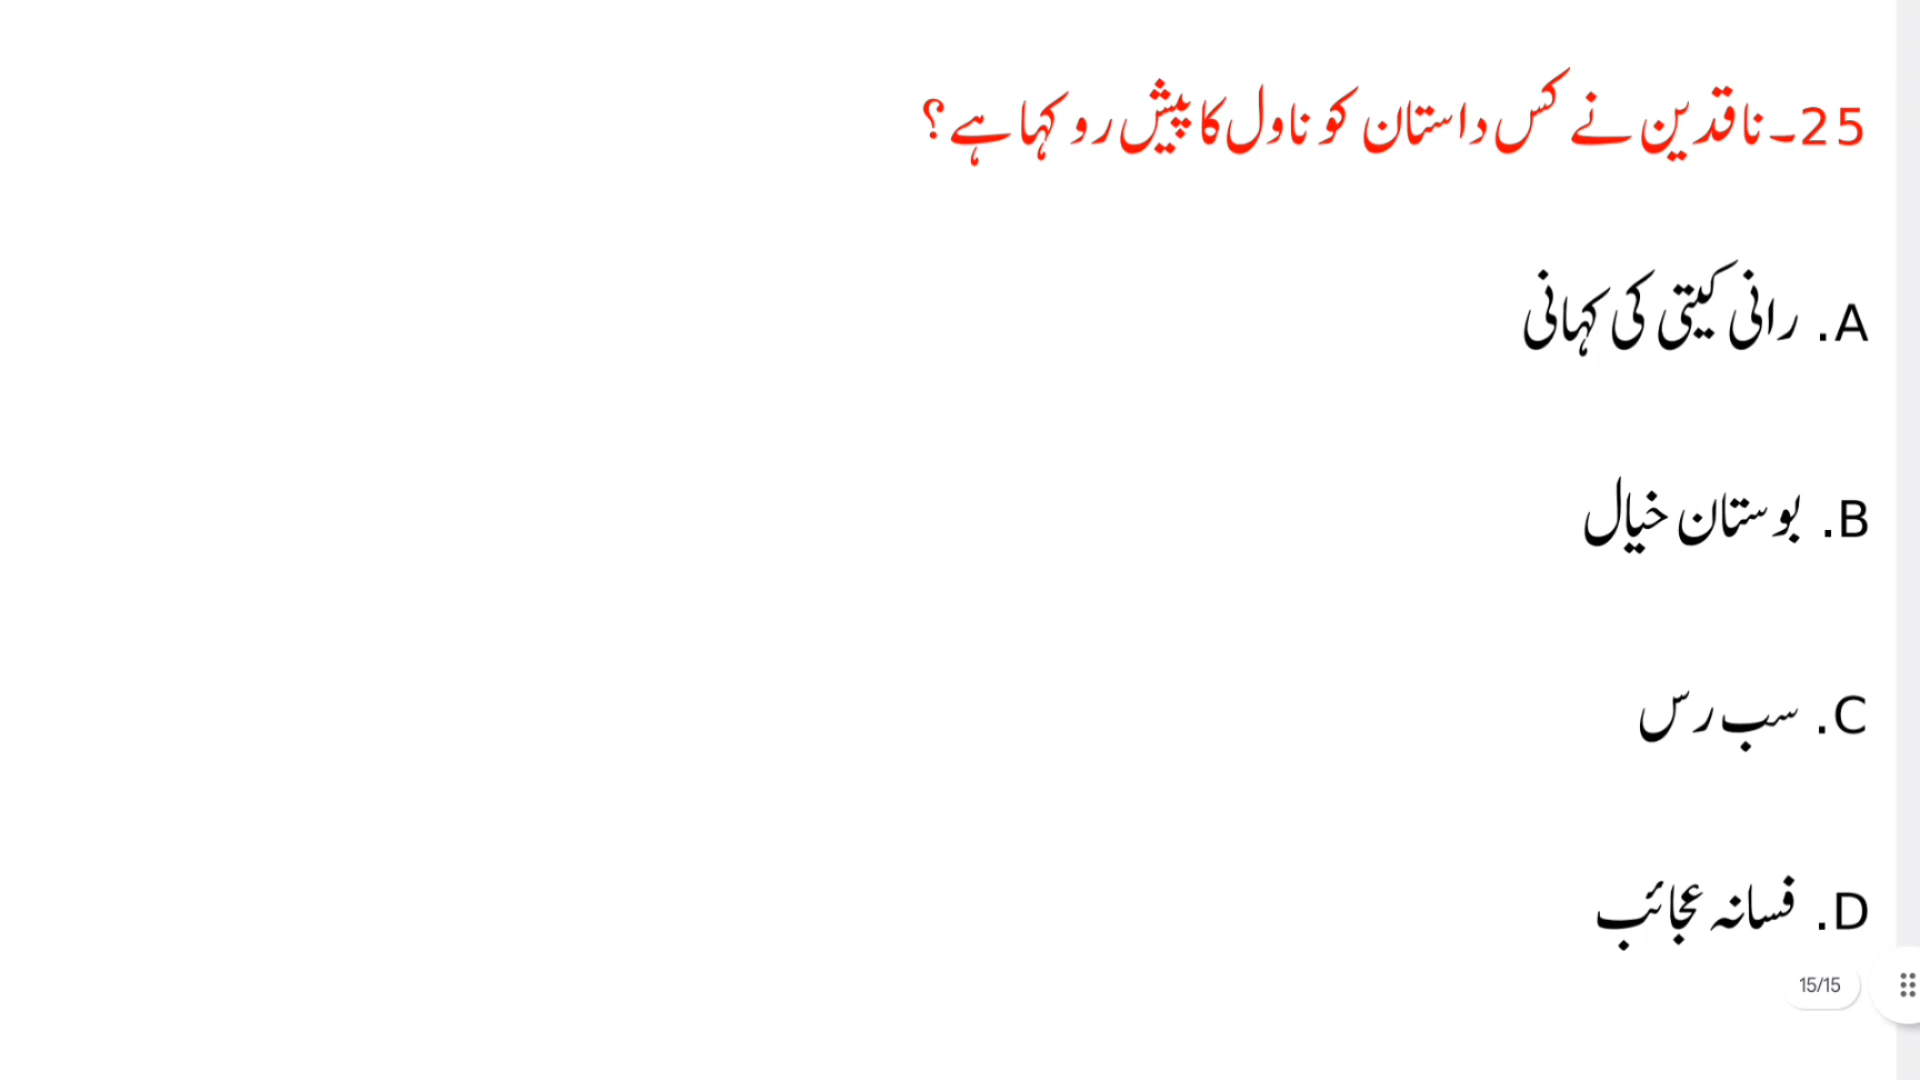 25۔ناقدین نے کس داستان کو ناول کا پیش رو کہا ہے؟
A. رانی کیتی کی کہانی
B. بوستان خیال
C. سب رس
D. فسانہ عجائب
15/15